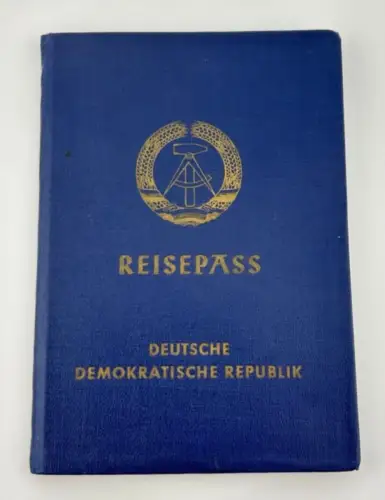 REISEPASS
DEUTSCHE
DEMOKRATISCHE REPUBLIK